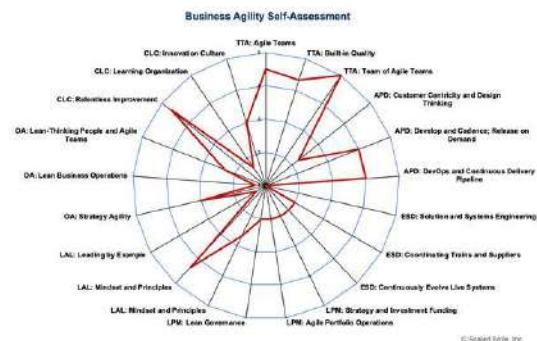 Business Agility Self-Assessment
TTA: Agile Teams
CLC: Innovation Culture
TTA: Built-in Quality
CLC: Learning Organization
TTA: Team of Agile Teams
CLC: Relentless Improvement
APD: Customer Centricity and Design
Thinking
OA: Lean-Thinking People and Agile
Teams
APD: Develop and Cadence; Release on
Demand
OA: Lean Business Operations
APD: DevOps and Continuous Delivery
Pipeline
OA: Strategy Agility
ESD: Solution and Systems Engineering
LAL: Leading by Example
ESD: Coordinating Trains and Suppliers
LAL: Mindset and Principles
ESD: Continuously Evolve Live Systems
LAL: Mindset and Principles
LPM: Strategy and Investment Funding
LPM: Lean Governance
LPM: Agile Portfolio Operations
© Scaled Agile, Inc